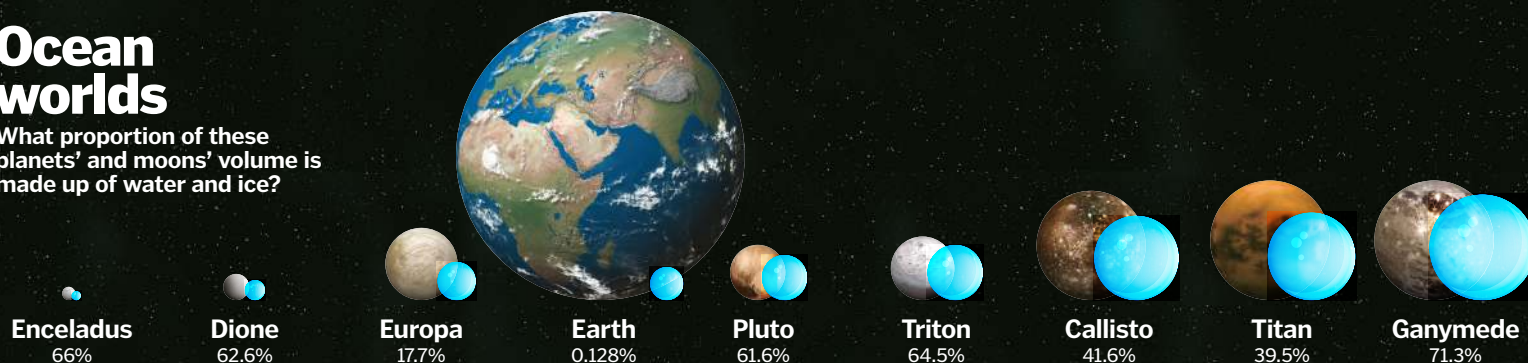 Ocean
worlds
What proportion of these
planets' and moons' volume is
made up of water and ice?
Enceladus
66%
Dione
62.6%
Europa
17.7%
Earth
0.128%
Pluto
61.6%
Triton
64.5%
Callisto
41.6%
Titan
39.5%
Ganymede
71.3%